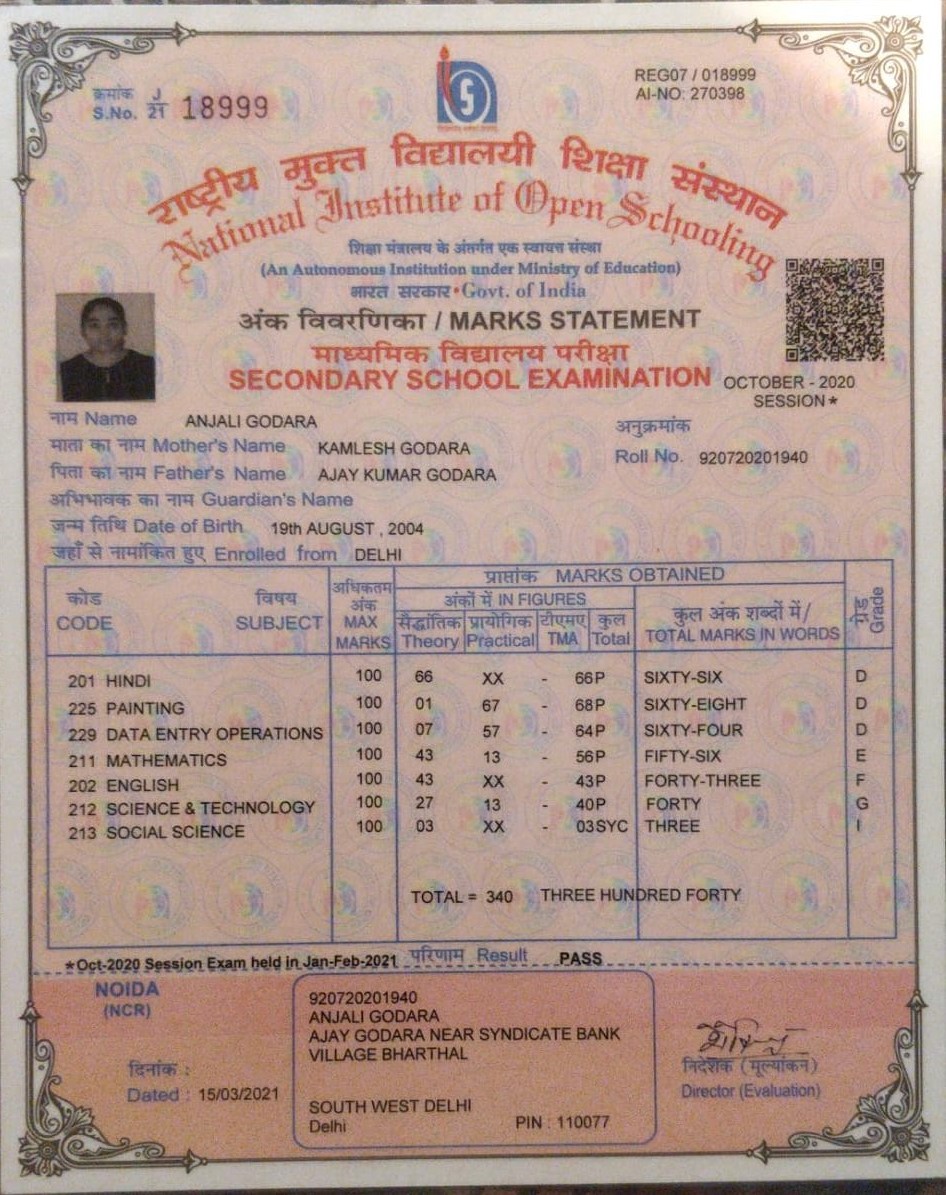 क्रमांक J
S.No. 21 18999
REG07 / 018999
AI-NO: 270398
राष्ट्रीय मुक्त विद्यालयी शिक्षा संस्थान
National Institute of Open Schooling
शिक्षा मंत्रालय के अंतर्गत एक स्वायत्त संस्था
(An Autonomous Institution under Ministry of Education)
भारत सरकार•Govt. of India
अंक विवरणिका / MARKS STATEMENT
माध्यमिक विद्यालय परीक्षा
SECONDARY SCHOOL EXAMINATION
OCTOBER - 2020
SESSION*
नाम Name ANJALI GODARA
अनुक्रमांक
माता का नाम Mother's Name KAMLESH GODARA
Roll No. 920720201940
पिता का नाम Father's Name AJAY KUMAR GODARA
अभिभावक का नाम Guardian's Name
जन्म तिथि Date of Birth 19th AUGUST , 2004
जहाँ से नामांकित हुए Enrolled from DELHI
कोड CODE विषय SUBJECT अधिकतम अंक MAX MARKS प्राप्तांक MARKS OBTAINED ग्रेड Grade
अंकों में IN FIGURES कुल अंक शब्दों में/ TOTAL MARKS IN WORDS
सैद्धांतिक Theory प्रायोगिक Practical टीएमए TMA कुल Total
201 HINDI 100 66 XX - 66P SIXTY-SIX D
225 PAINTING 100 01 67 - 68P SIXTY-EIGHT D
229 DATA ENTRY OPERATIONS 100 07 57 - 64P SIXTY-FOUR D
211 MATHEMATICS 100 43 13 - 56P FIFTY-SIX E
202 ENGLISH 100 43 XX - 43P FORTY-THREE F
212 SCIENCE & TECHNOLOGY 100 27 13 - 40P FORTY G
213 SOCIAL SCIENCE 100 03 XX - 03SYC THREE I
TOTAL = 340 THREE HUNDRED FORTY
*Oct-2020 Session Exam held in Jan-Feb-2021 परिणाम Result PASS
NOIDA
(NCR)
920720201940
ANJALI GODARA
AJAY GODARA NEAR SYNDICATE BANK
VILLAGE BHARTHAL
SOUTH WEST DELHI
Delhi PIN : 110077
दिनांक :
Dated : 15/03/2021
निदेशक (मूल्यांकन)
Director (Evaluation)